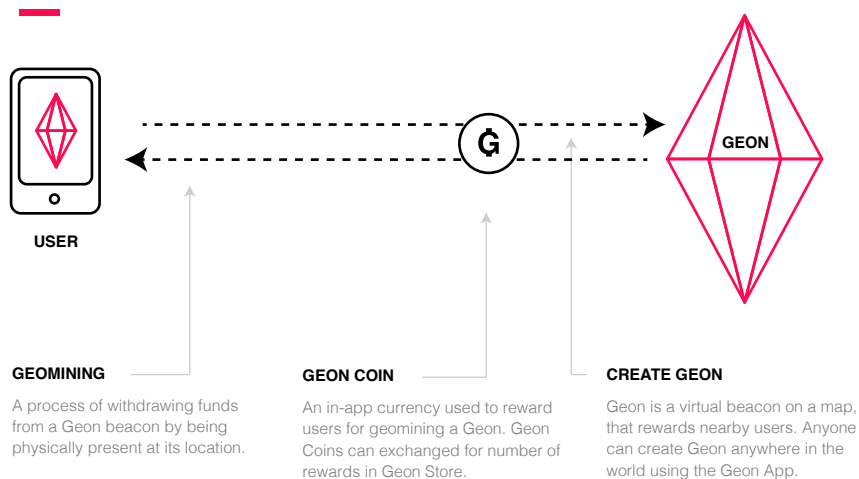 GEON
USER
GEOMINING
A process of withdrawing funds
from a Geon beacon by being
physically present at its location.
GEON COIN
An in-app currency used to reward
users for geomining a Geon. Geon
Coins can exchanged for number of
rewards in Geon Store.
CREATE GEON
Geon is a virtual beacon on a map,
that rewards nearby users. Anyone
can create Geon anywhere in the
world using the Geon App.